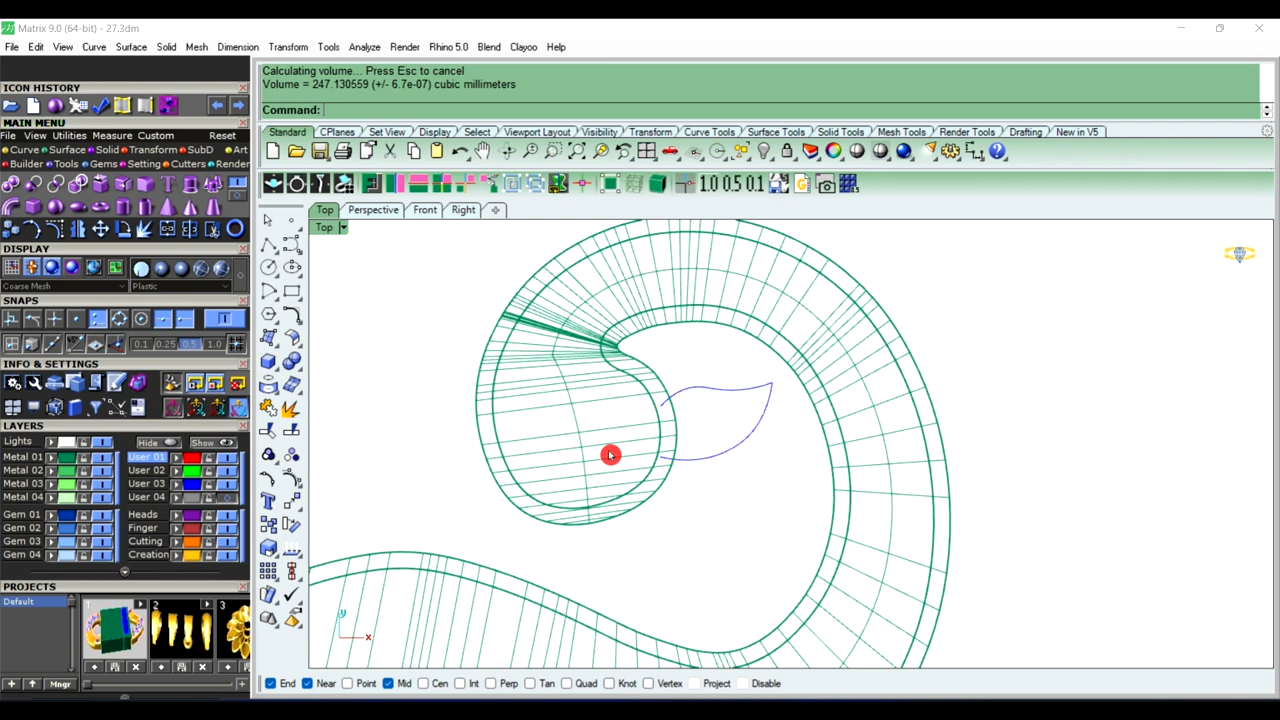 Matrix 9.0 (64-bit) - 27.3dm
File Edit View Curve Surface Solid Mesh Dimension Transform Tools Analyze Render Rhino 5.0 Blend Clayoo Help
Calculating volume... Press Esc to cancel
Volume = 247.130559 (+/- 6.7e-07) cubic millimeters
Command:
Standard CPlanes Set View Display Select Viewport Layout Visibility Transform Curve Tools Surface Tools Solid Tools Mesh Tools Render Tools Drafting New in V5
1.0 0.5 0.1
Top Perspective Front Right
Top
ICON HISTORY
MAIN MENU
File View Utilities Measure Custom Reset
Curve Surface Solid Transform SubD Art
Builder Tools Gems Setting Cutters Render
DISPLAY
Coarse Mesh Plastic
SNAPS
0.1 0.25 0.5 1.0
INFO & SETTINGS
LAYERS
Lights Hide Show
Metal 01 User 01
Metal 02 User 02
Metal 03 User 03
Metal 04 User 04
Gem 01 Heads
Gem 02 Finger
Gem 03 Cutting
Gem 04 Creation
PROJECTS
Default 1 2 3
Mngr
y
x
End Near Point Mid Cen Int Perp Tan Quad Knot Vertex Project Disable